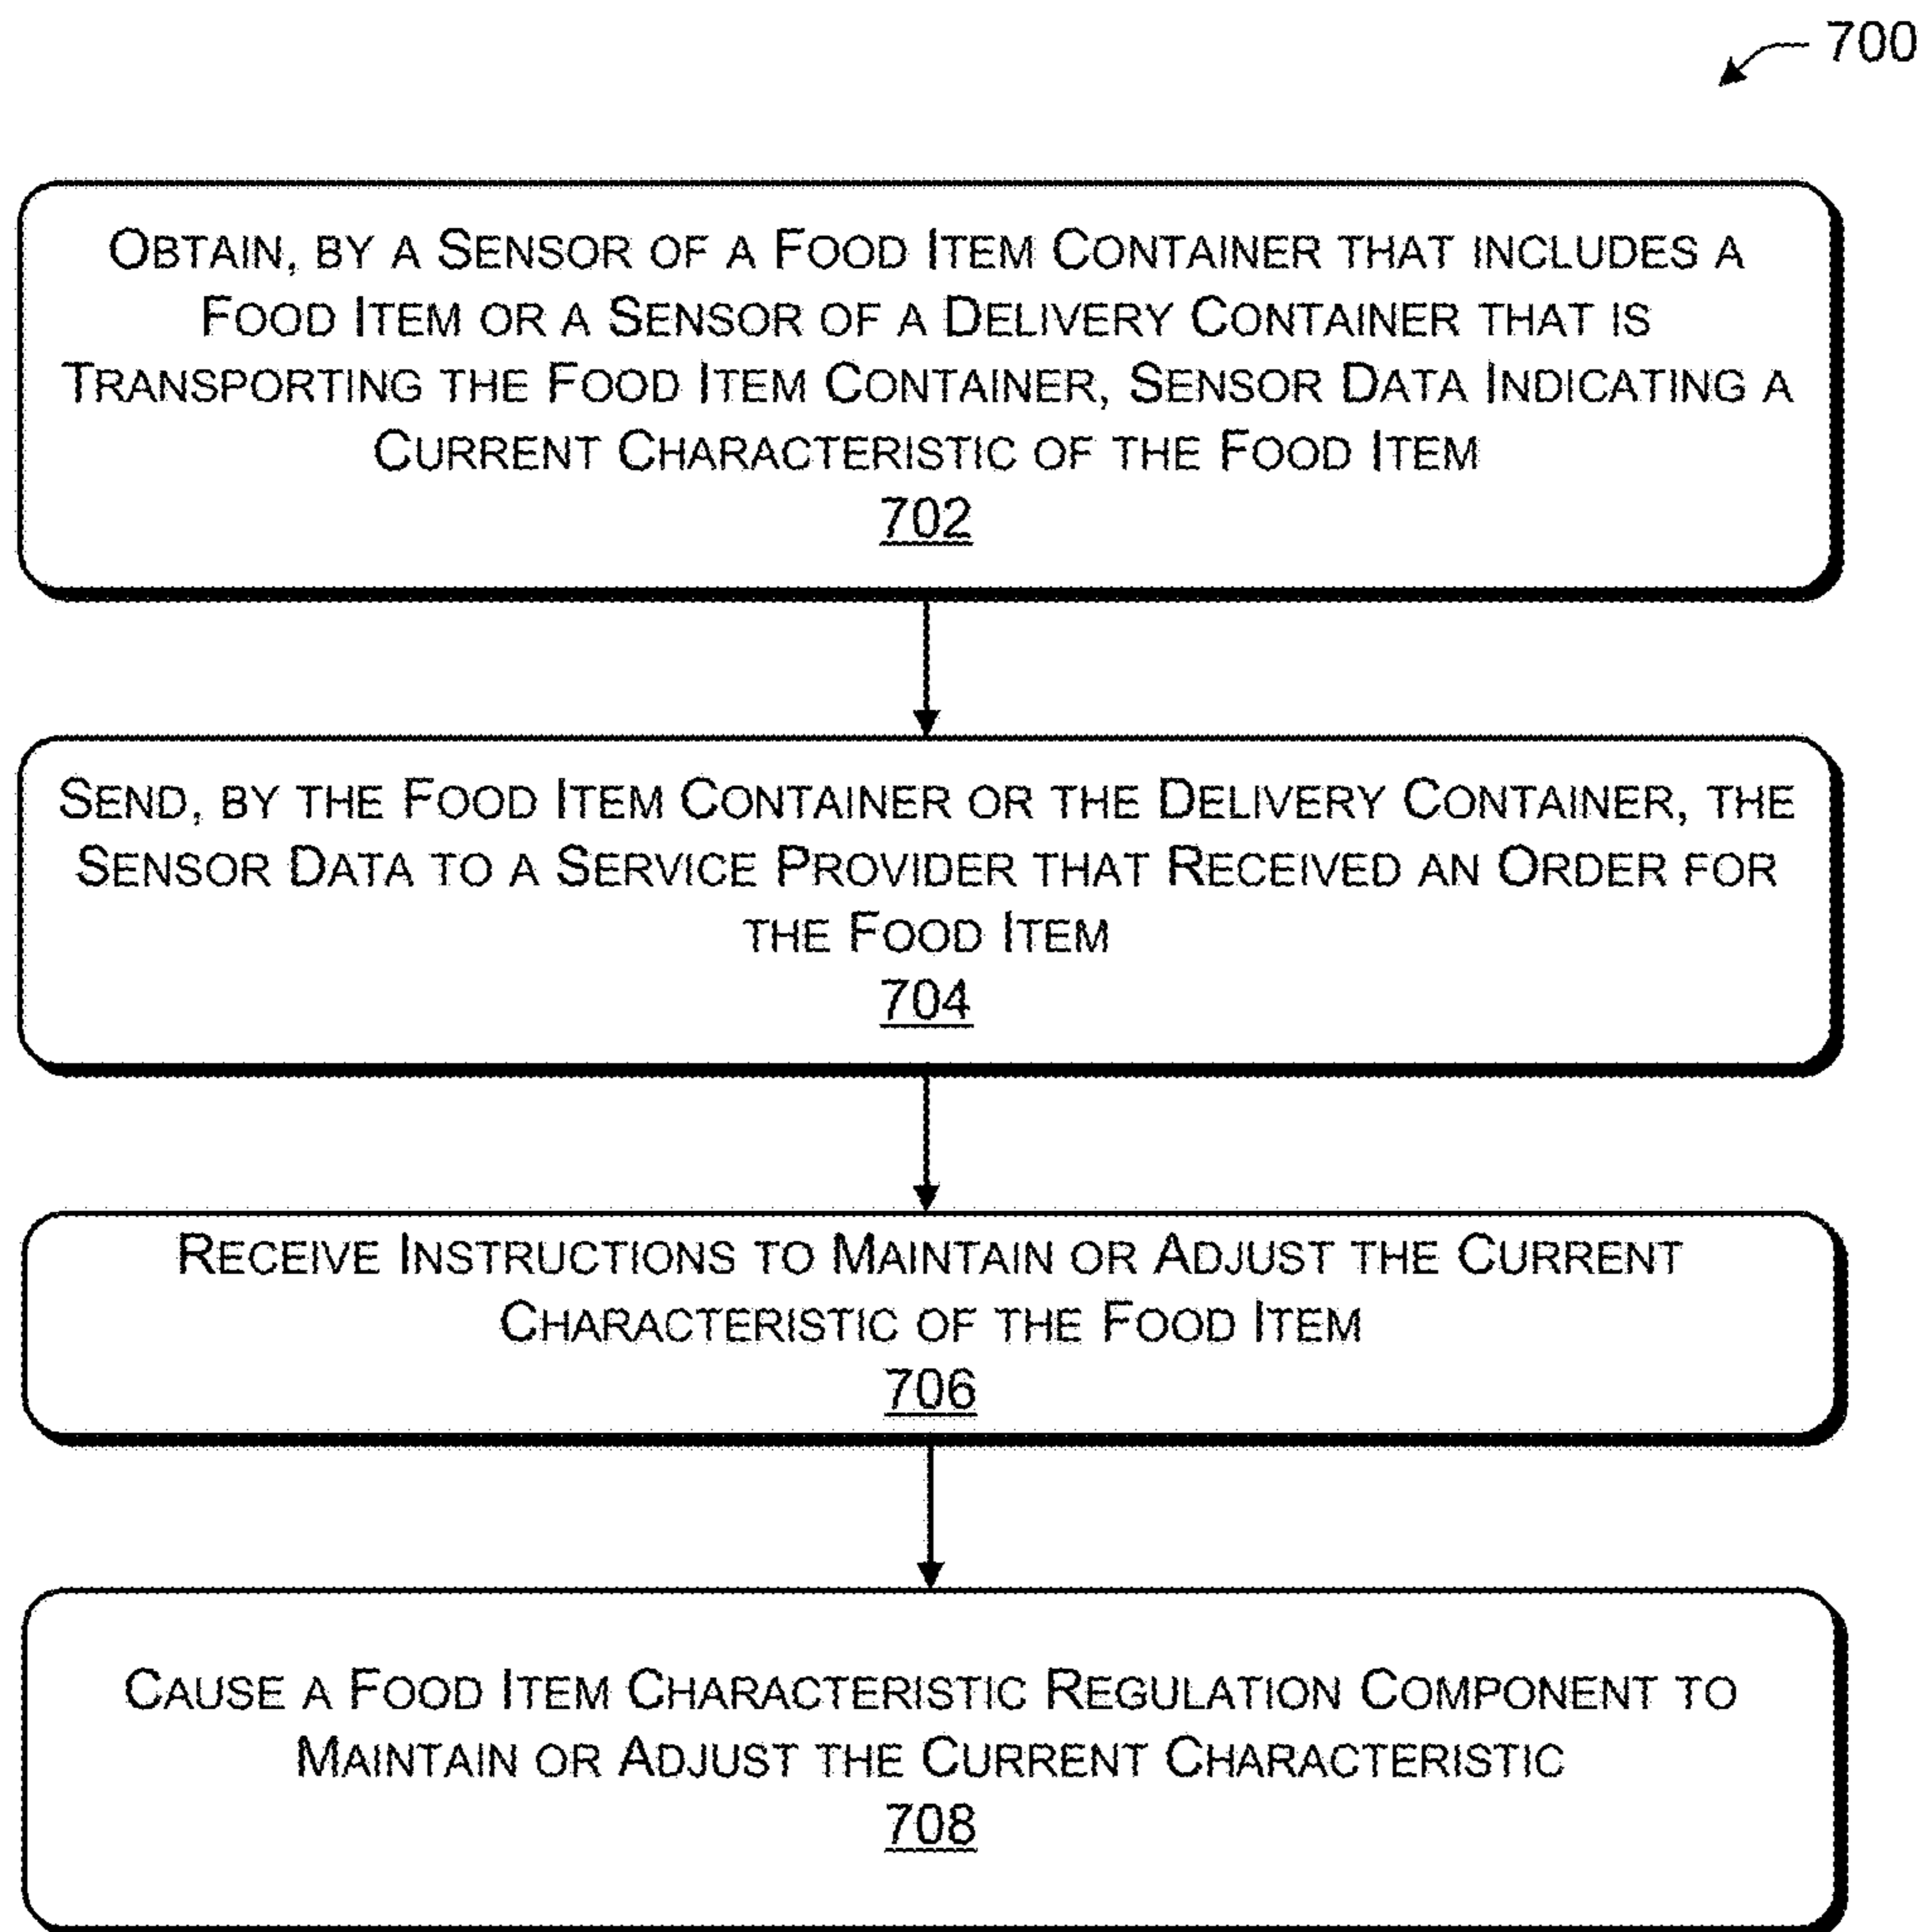 700
OBTAIN, BY A SENSOR OF A FOOD ITEM CONTAINER THAT INCLUDES A
FOOD ITEM OR A SENSOR OF A DELIVERY CONTAINER THAT IS
TRANSPORTING THE FOOD ITEM CONTAINER, SENSOR DATA INDICATING A
CURRENT CHARACTERISTIC OF THE FOOD ITEM
702
SEND, BY THE FOOD ITEM CONTAINER OR THE DELIVERY CONTAINER, THE
SENSOR DATA TO A SERVICE PROVIDER THAT RECEIVED AN ORDER FOR
THE FOOD ITEM
704
RECEIVE INSTRUCTIONS TO MAINTAIN OR ADJUST THE CURRENT
CHARACTERISTIC OF THE FOOD ITEM
706
CAUSE A FOOD ITEM CHARACTERISTIC REGULATION COMPONENT TO
MAINTAIN OR ADJUST THE CURRENT CHARACTERISTIC
708